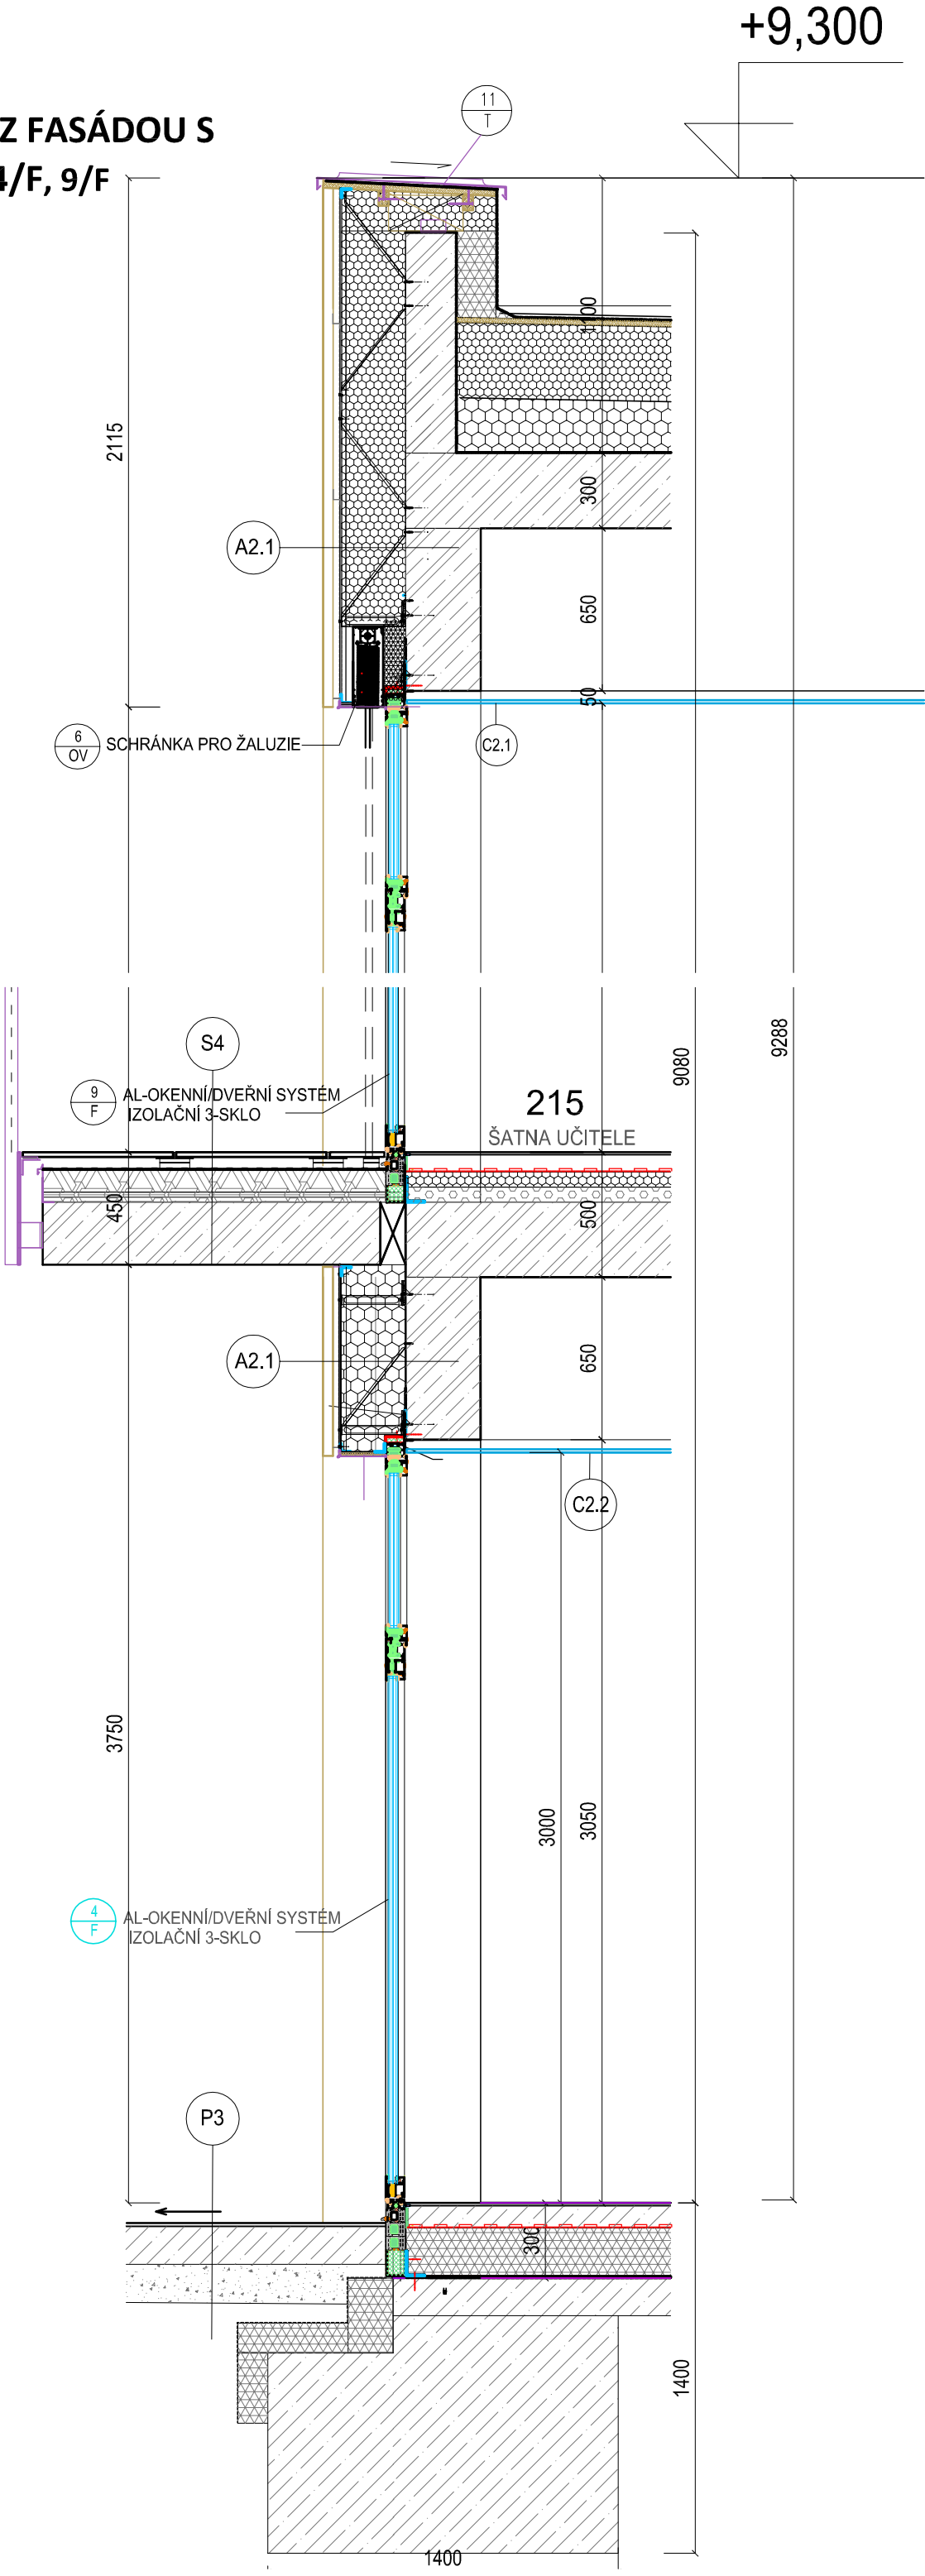 +9,300
Z FASÁDOU S
4/F, 9/F
11
T
1100
2115
300
A2.1
650
50
6
OV
SCHRÁNKA PRO ŽALUZIE
C2.1
9288
S4
9080
9
F
AL-OKENNÍ/DVEŘNÍ SYSTÉM
IZOLAČNÍ 3-SKLO
215
ŠATNA UČITELE
450
500
A2.1
650
C2.2
3750
3000
3050
4
F
AL-OKENNÍ/DVEŘNÍ SYSTÉM
IZOLAČNÍ 3-SKLO
P3
300
1400
1400